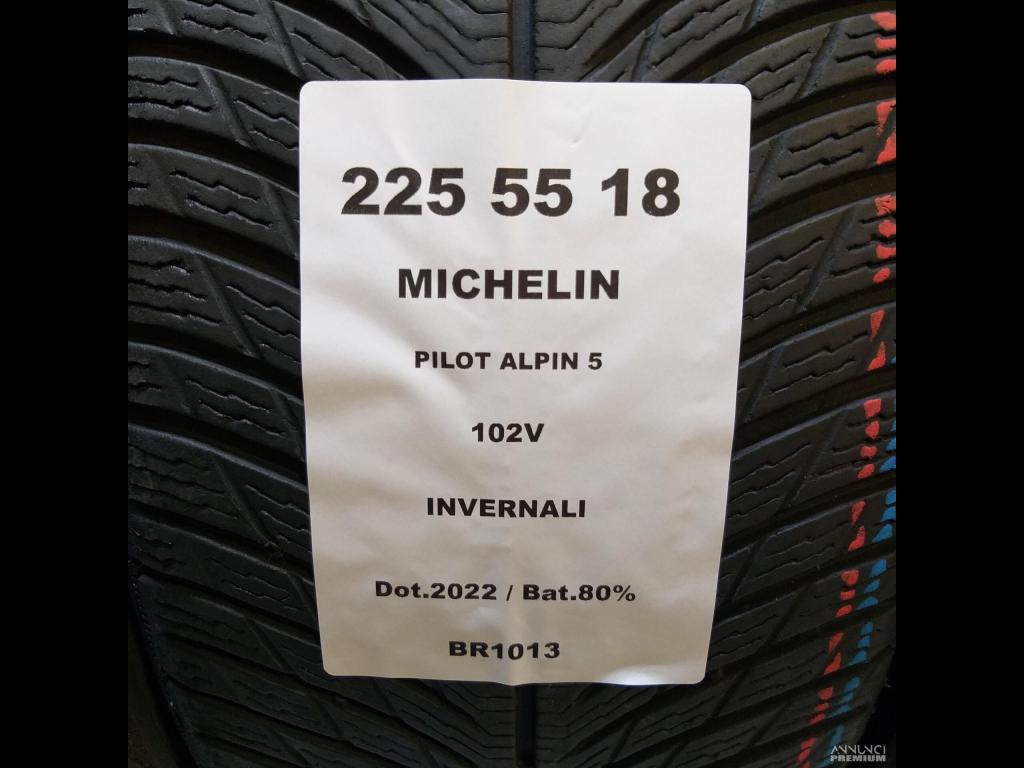 225 55 18
MICHELIN
PILOT ALPIN 5
102V
INVERNALI
Dot.2022 / Bat.80%
BR1013
ANNUNCI
PREMIUM